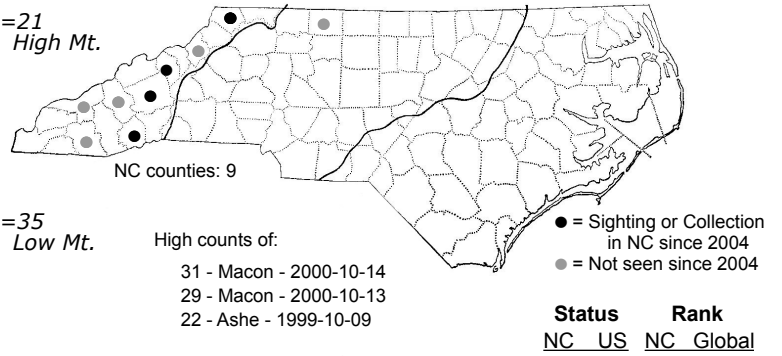 =21
High Mt.
NC counties: 9
=35
Low Mt.
High counts of:
31 - Macon - 2000-10-14
29 - Macon - 2000-10-13
22 - Ashe - 1999-10-09
● = Sighting or Collection
in NC since 2004
● = Not seen since 2004
Status Rank
NC US NC Global